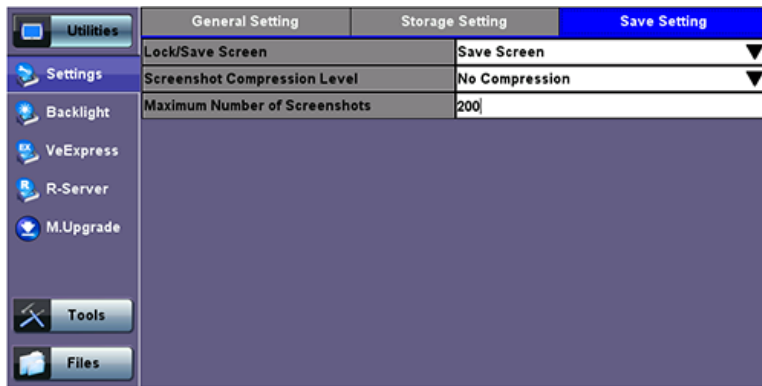 Utilities
General Setting Storage Setting Save Setting
Lock/Save Screen Save Screen
Settings
Screenshot Compression Level No Compression
Maximum Number of Screenshots 200
Backlight
EX VeExpress
R R-Server
M.Upgrade
Tools
Files